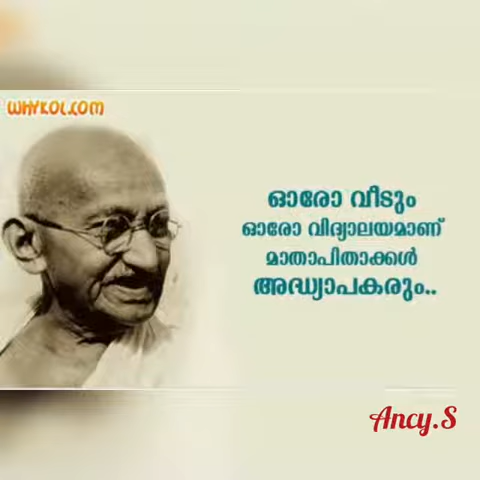 WHYKOL.COM
ഓരോ വീടും
ഓരോ വിദ്യാലയമാണ്
മാതാപിതാക്കൾ
അദ്ധ്യാപകരും..
Ancy.S